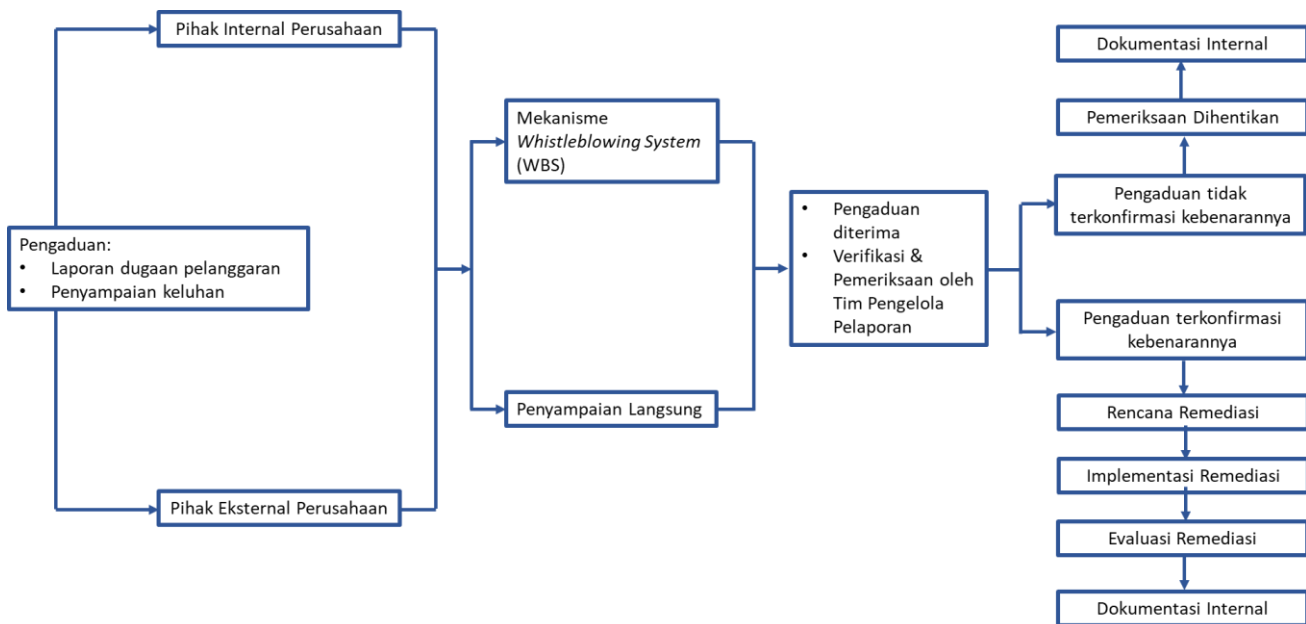 Pihak Internal Perusahaan
Dokumentasi Internal
Pemeriksaan Dihentikan
Mekanisme
Whistleblowing System
(WBS)
Pengaduan tidak
terkonfirmasi kebenarannya
Pengaduan:
• Laporan dugaan pelanggaran
• Penyampaian keluhan
• Pengaduan
diterima
• Verifikasi &
Pemeriksaan oleh
Tim Pengelola
Pelaporan
Pengaduan terkonfirmasi
kebenarannya
Penyampaian Langsung
Rencana Remediasi
Implementasi Remediasi
Pihak Eksternal Perusahaan
Evaluasi Remediasi
Dokumentasi Internal